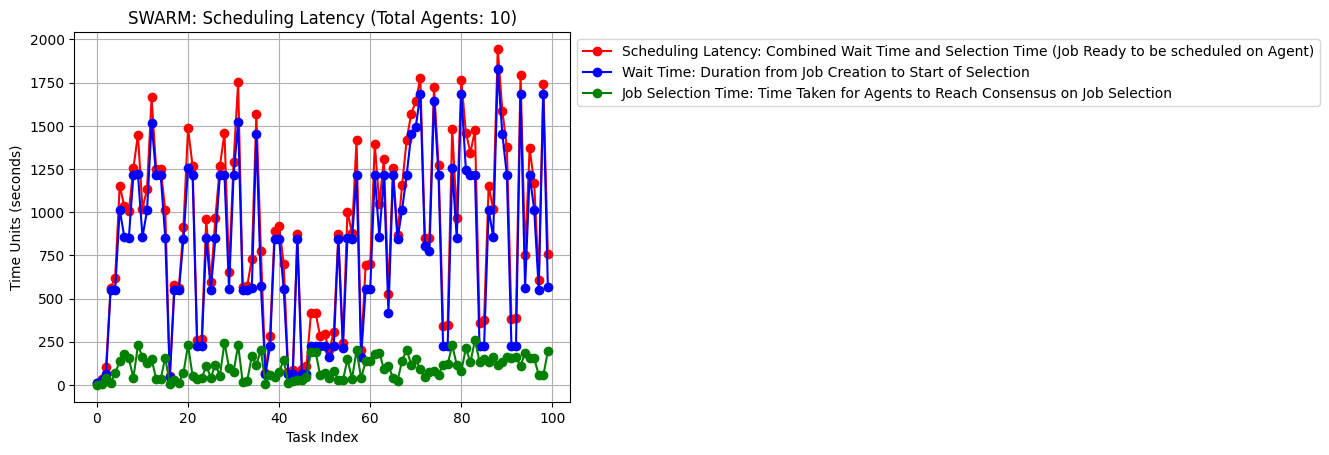 SWARM: Scheduling Latency (Total Agents: 10)
Scheduling Latency: Combined Wait Time and Selection Time (Job Ready to be scheduled on Agent)
Wait Time: Duration from Job Creation to Start of Selection
Job Selection Time: Time Taken for Agents to Reach Consensus on Job Selection
Time Units (seconds)
2000
1750
1500
1250
1000
750
500
250
0
0 20 40 60 80 100
Task Index